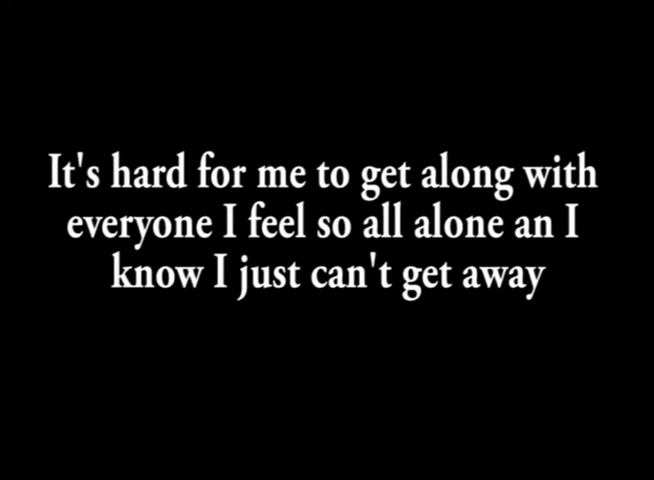 It's hard for me to get along with
everyone I feel so all alone an I
know I just can't get away